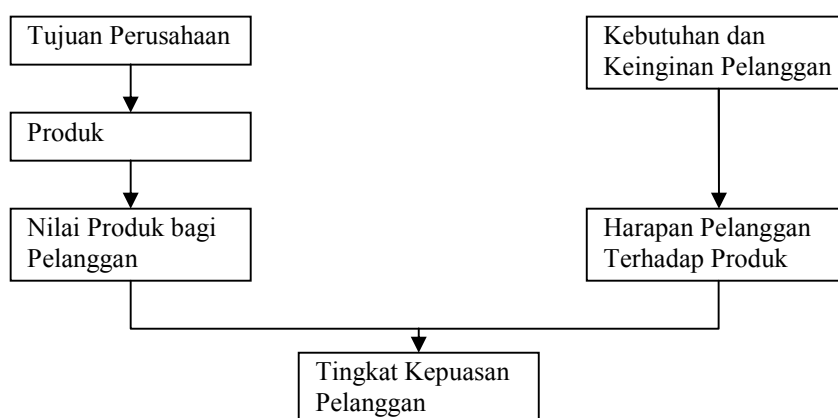 Tujuan Perusahaan
Kebutuhan dan
Keinginan Pelanggan
Produk
Nilai Produk bagi
Pelanggan
Harapan Pelanggan
Terhadap Produk
Tingkat Kepuasan
Pelanggan